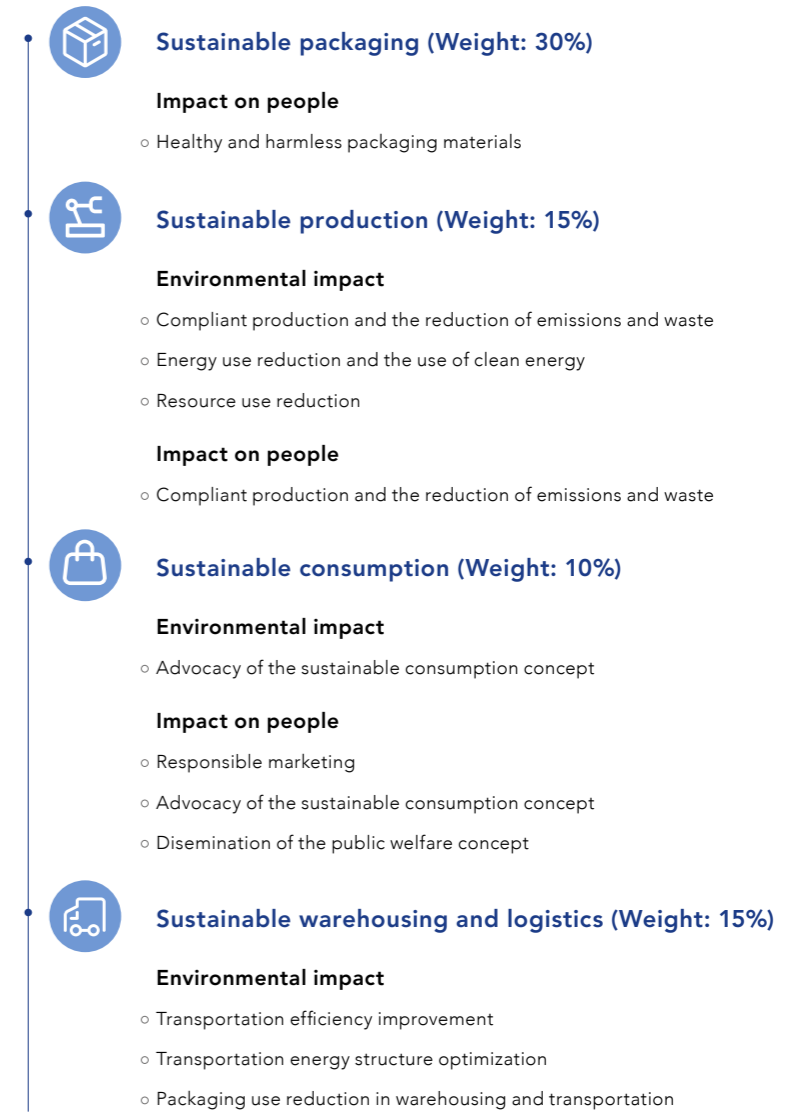 Sustainable packaging (Weight: 30%)
Impact on people
○ Healthy and harmless packaging materials
Sustainable production (Weight: 15%)
Environmental impact
○ Compliant production and the reduction of emissions and waste
○ Energy use reduction and the use of clean energy
○ Resource use reduction
Impact on people
○ Compliant production and the reduction of emissions and waste
Sustainable consumption (Weight: 10%)
Environmental impact
○ Advocacy of the sustainable consumption concept
Impact on people
○ Responsible marketing
○ Advocacy of the sustainable consumption concept
○ Disemination of the public welfare concept
Sustainable warehousing and logistics (Weight: 15%)
Environmental impact
○ Transportation efficiency improvement
○ Transportation energy structure optimization
○ Packaging use reduction in warehousing and transportation